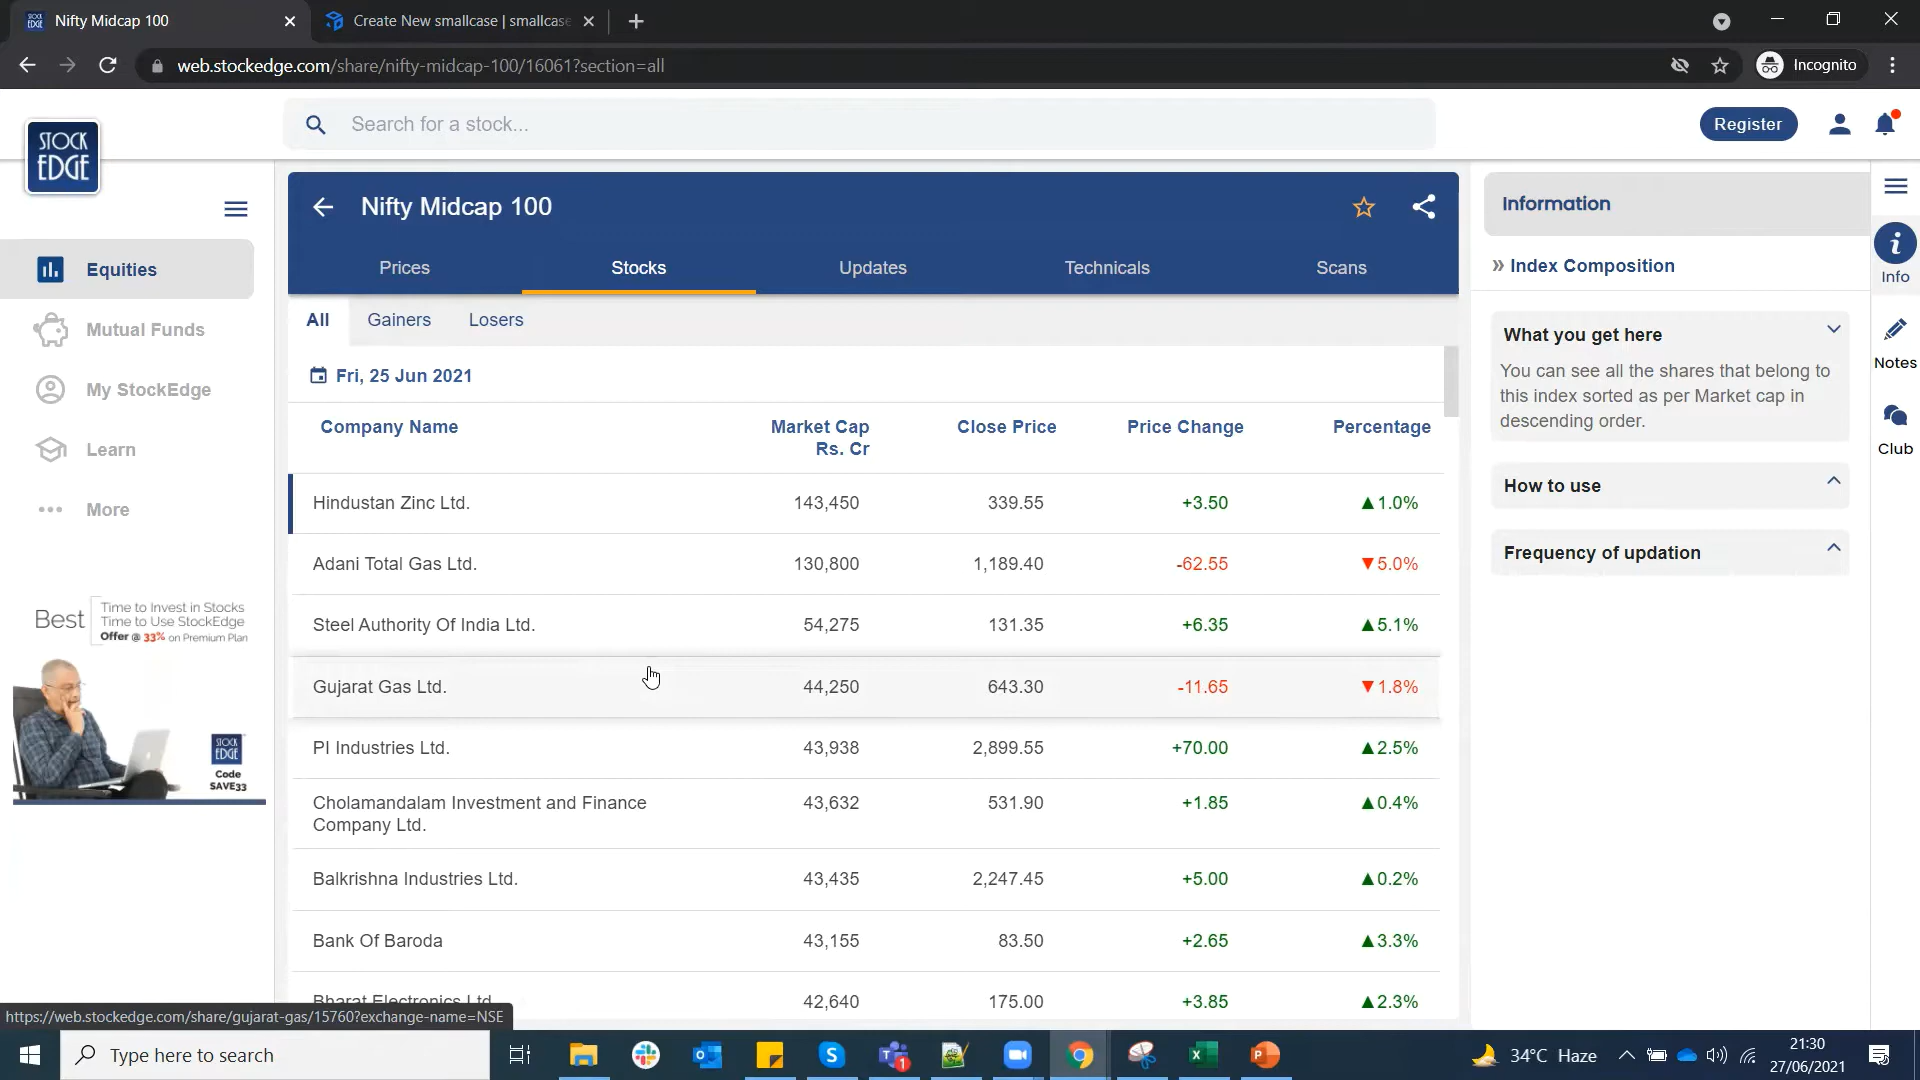 Nifty Midcap 100
Create New smallcase | smallcase
web.stockedge.com/share/nifty-midcap-100/16061?section=all
Incognito
STOCK
EDGE
Search for a stock...
Register
Nifty Midcap 100
Prices
Stocks
Updates
Technicals
Scans
All
Gainers
Losers
Fri, 25 Jun 2021
Company Name
Market Cap
Rs. Cr
Close Price
Price Change
Percentage
Hindustan Zinc Ltd. 143,450 339.55 +3.50 ▲1.0%
Adani Total Gas Ltd. 130,800 1,189.40 -62.55 ▼5.0%
Steel Authority Of India Ltd. 54,275 131.35 +6.35 ▲5.1%
Gujarat Gas Ltd. 44,250 643.30 -11.65 ▼1.8%
PI Industries Ltd. 43,938 2,899.55 +70.00 ▲2.5%
Cholamandalam Investment and Finance 43,632 531.90 +1.85 ▲0.4%
Company Ltd.
Balkrishna Industries Ltd. 43,435 2,247.45 +5.00 ▲0.2%
Bank Of Baroda 43,155 83.50 +2.65 ▲3.3%
Bharat Electronics Ltd. 42,640 175.00 +3.85 ▲2.3%
Equities
Mutual Funds
My StockEdge
Learn
More
Best
Time to Invest in Stocks
Time to Use StockEdge
Offer @ 33% on Premium Plan
STOCK
EDGE
Code
SAVE33
Information
» Index Composition
What you get here
You can see all the shares that belong to
this index sorted as per Market cap in
descending order.
How to use
Frequency of updation
Info
Notes
Club
https://web.stockedge.com/share/gujarat-gas/15760?exchange-name=NSE
Type here to search
34°C Haze
21:30
27/06/2021